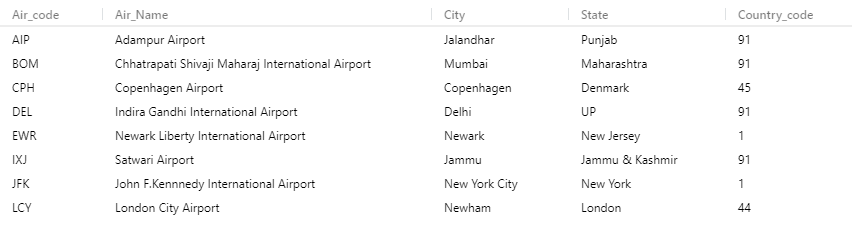 Air_code Air_Name City State Country_code
AIP Adampur Airport Jalandhar Punjab 91
BOM Chhatrapati Shivaji Maharaj International Airport Mumbai Maharashtra 91
CPH Copenhagen Airport Copenhagen Denmark 45
DEL Indira Gandhi International Airport Delhi UP 91
EWR Newark Liberty International Airport Newark New Jersey 1
IXJ Satwari Airport Jammu Jammu & Kashmir 91
JFK John F.Kennnedy International Airport New York City New York 1
LCY London City Airport Newham London 44